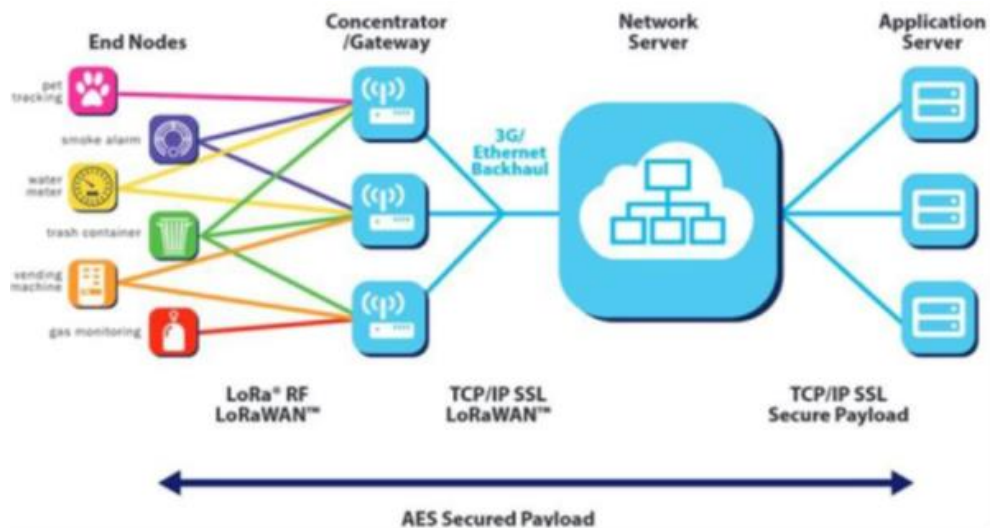 End Nodes
Concentrator
/Gateway
Network
Server
Application
Server
pet
tracking
smoke alarm
water
meter
trash container
vending
machine
gas monitoring
3G/
Ethernet
Backhaul
LoRa® RF
LoRaWAN™
TCP/IP SSL
LoRaWAN™
TCP/IP SSL
Secure Payload
AES Secured Payload